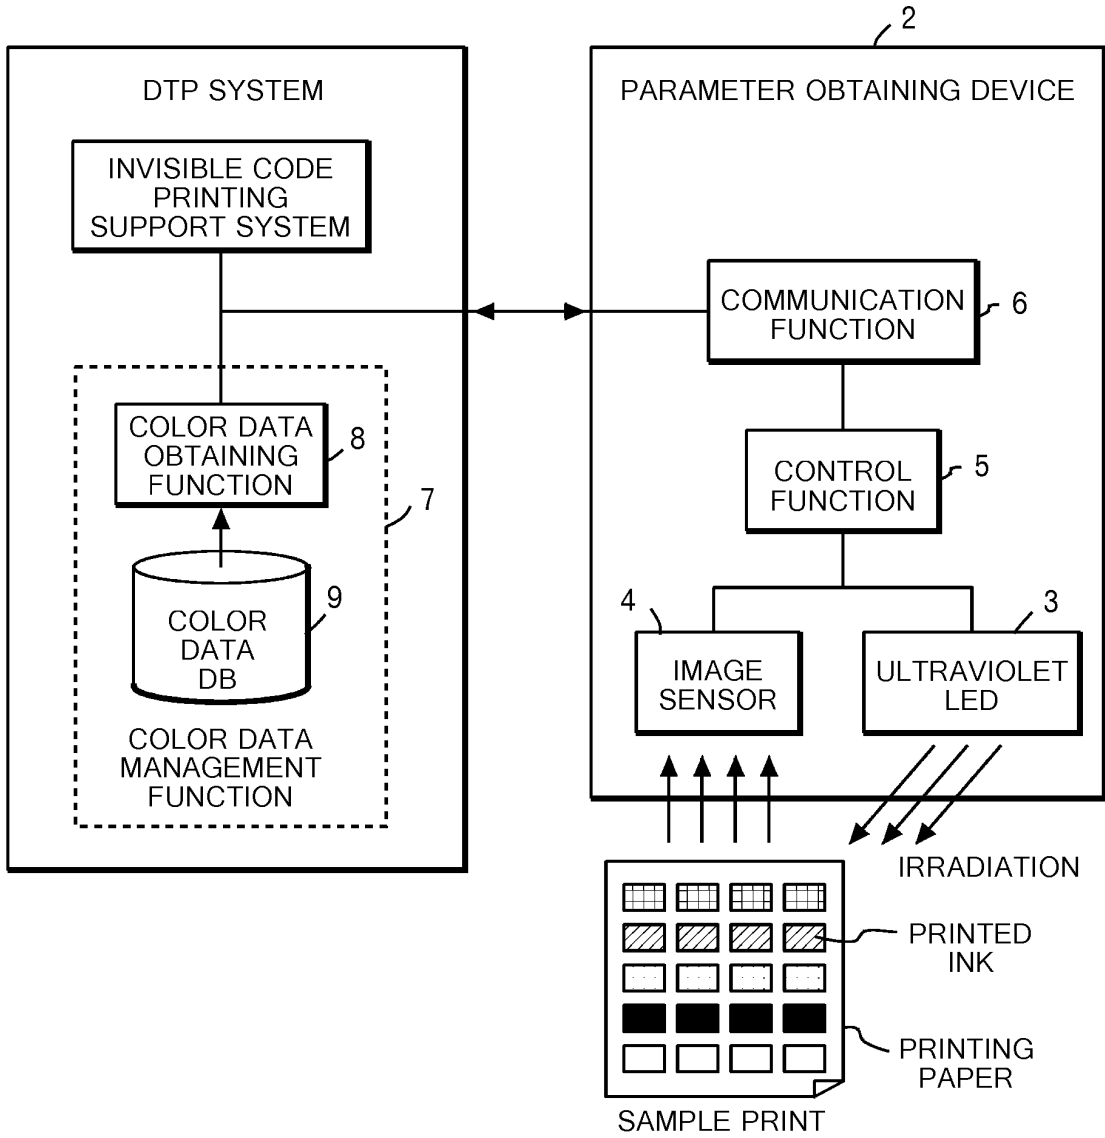 DTP SYSTEM
INVISIBLE CODE
PRINTING
SUPPORT SYSTEM
COLOR DATA
OBTAINING
FUNCTION
8
7
COLOR
DATA
DB
9
COLOR DATA
MANAGEMENT
FUNCTION
2
PARAMETER OBTAINING DEVICE
COMMUNICATION
FUNCTION
6
CONTROL
FUNCTION
5
4
IMAGE
SENSOR
3
ULTRAVIOLET
LED
IRRADIATION
PRINTED
INK
PRINTING
PAPER
SAMPLE PRINT